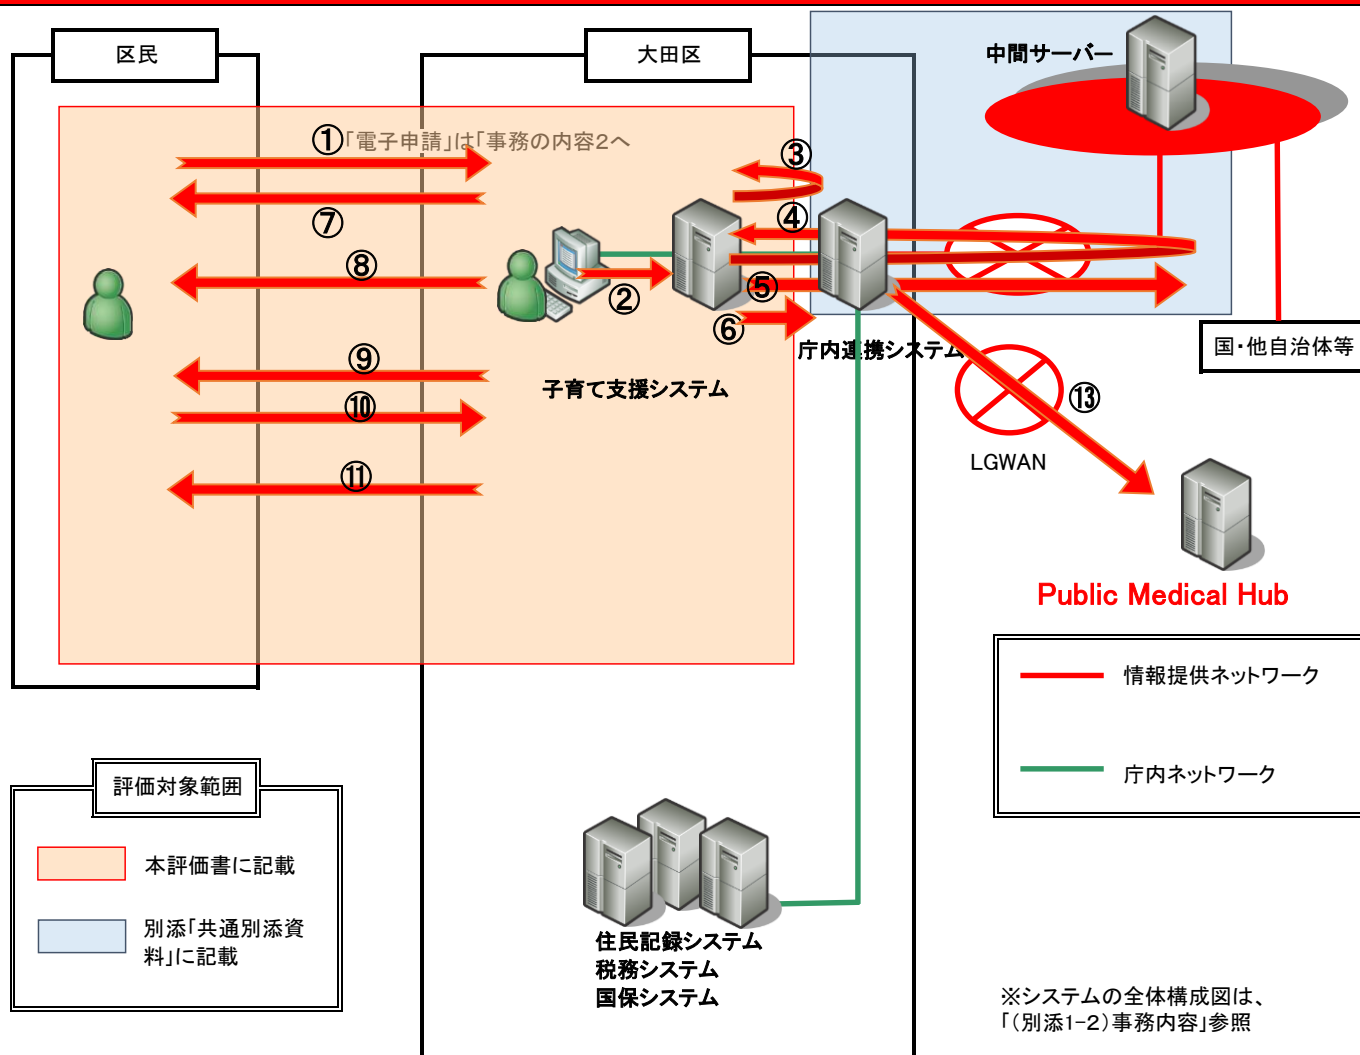 区民
大田区
中間サーバー
①「電子申請」は「事務の内容2へ
③
⑦
④
⑧
②
⑤
⑥
国・他自治体等
庁内連携システム
⑨
子育て支援システム
⑩
⑬
LGWAN
⑪
Public Medical Hub
情報提供ネットワーク
庁内ネットワーク
評価対象範囲
本評価書に記載
別添「共通別添資
料」に記載
住民記録システム
税務システム
国保システム
※システムの全体構成図は、
「(別添1-2)事務内容」参照